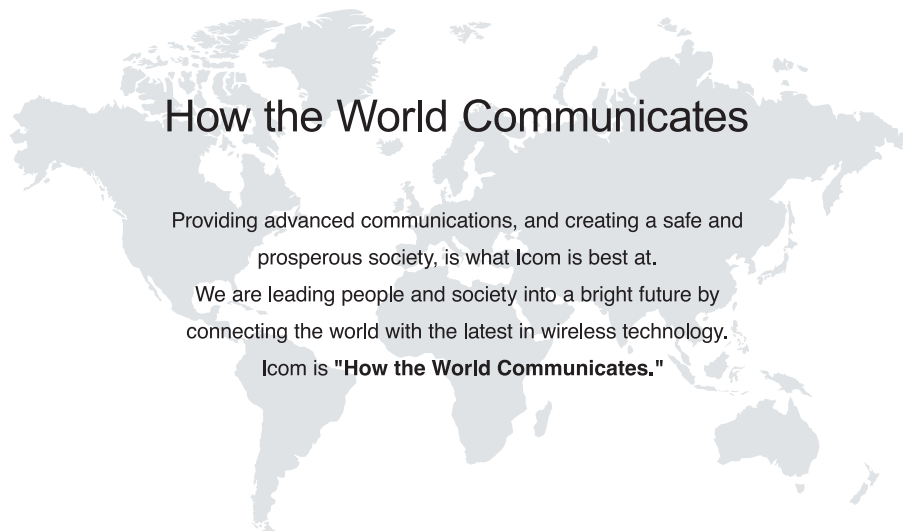 How the World Communicates
Providing advanced communications, and creating a safe and
prosperous society, is what Icom is best at.
We are leading people and society into a bright future by
connecting the world with the latest in wireless technology.
Icom is "How the World Communicates."